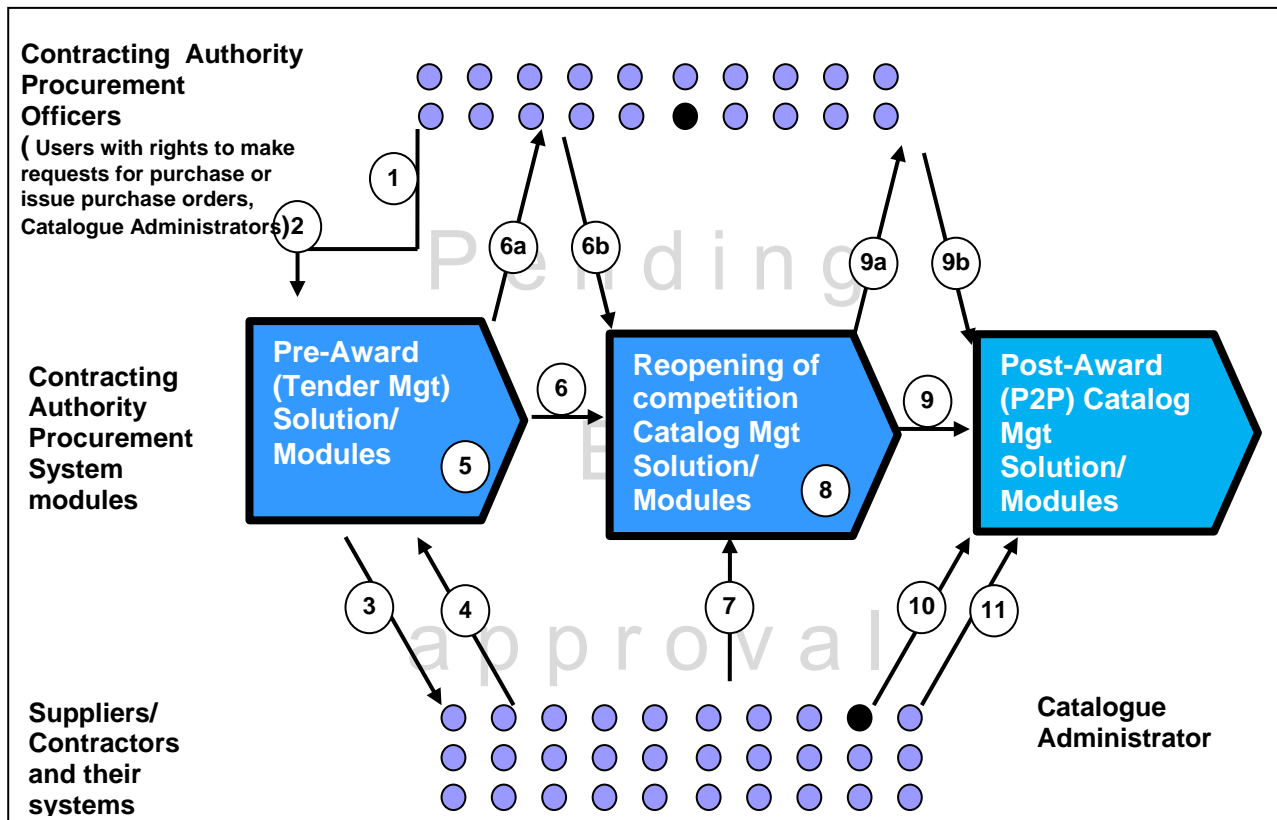 Contracting Authority
Procurement
Officers
( Users with rights to make
requests for purchase or
issue purchase orders,
Catalogue Administrators)
1
2
6a
6b
9a
9b
Pending
Contracting
Authority
Procurement
System
modules
Pre-Award
(Tender Mgt)
Solution/
Modules
5
6
Reopening of
competition
Catalog Mgt
Solution/
Modules
8
9
Post-Award
(P2P) Catalog
Mgt
Solution/
Modules
3
4
7
10
11
approval
Suppliers/
Contractors
and their
systems
Catalogue
Administrator